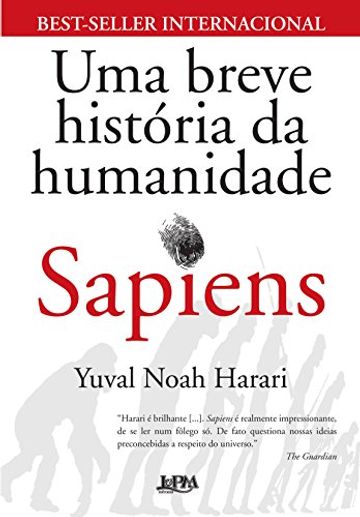 BEST-SELLER INTERNACIONAL
Uma breve
história da
humanidade
Sapiens
Yuval Noah Harari
"Harari é brilhante [...]. Sapiens é realmente impressionante,
de se ler num fôlego só. De fato questiona nossas ideias
preconcebidas a respeito do universo."
The Guardian
L&PM